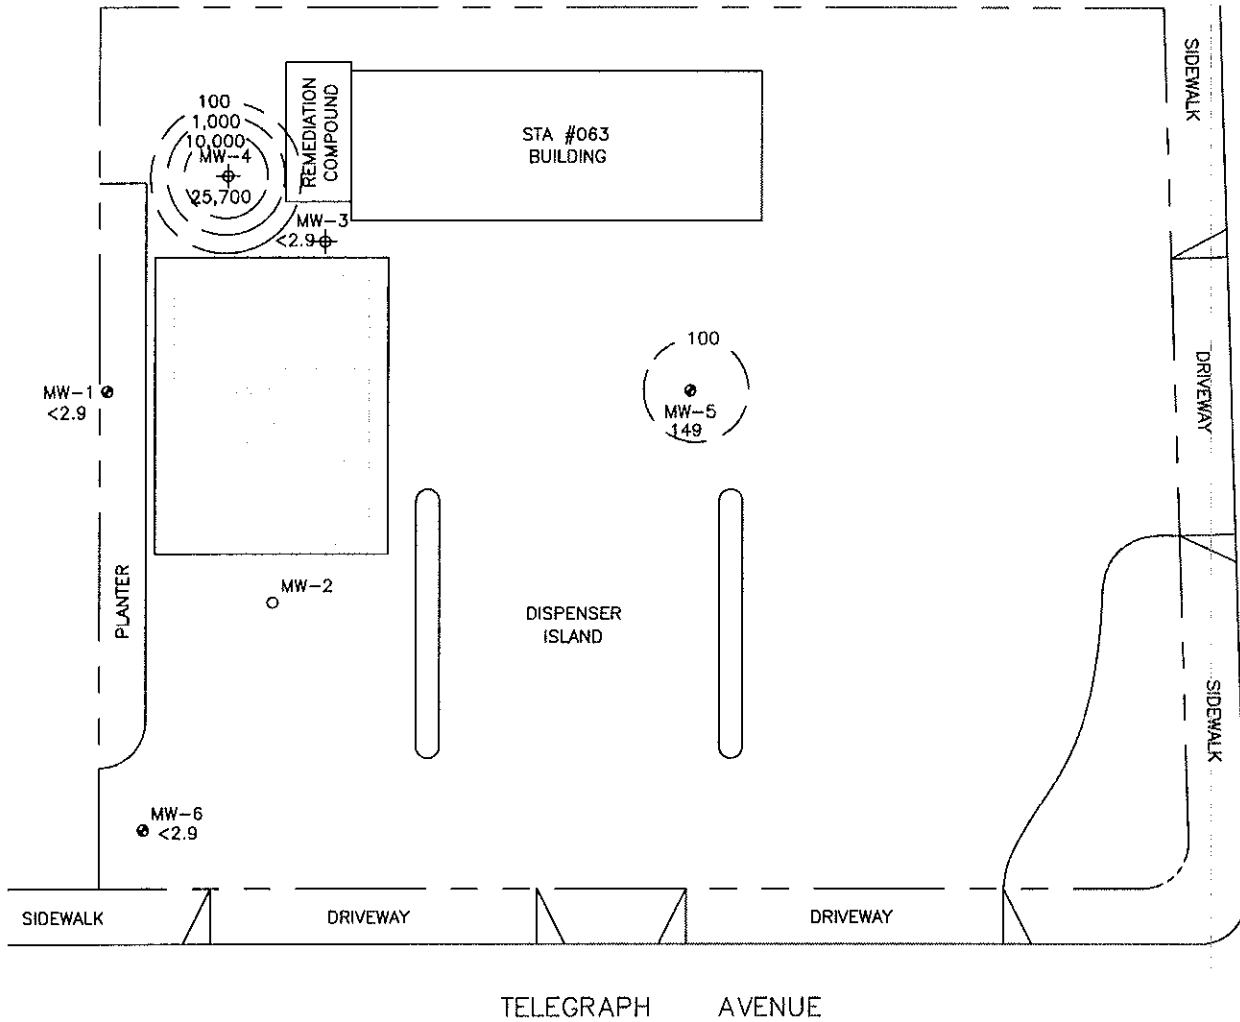 SIDEWALK
100
1,000
10,000
MW-4
25,700
REMEDIATION
COMPOUND
STA #063
BUILDING
MW-3
<2.9
100
MW-5
149
DRIVEWAY
MW-1
<2.9
PLANTER
MW-2
DISPENSER
ISLAND
SIDEWALK
MW-6
<2.9
SIDEWALK
DRIVEWAY
DRIVEWAY
TELEGRAPH AVENUE